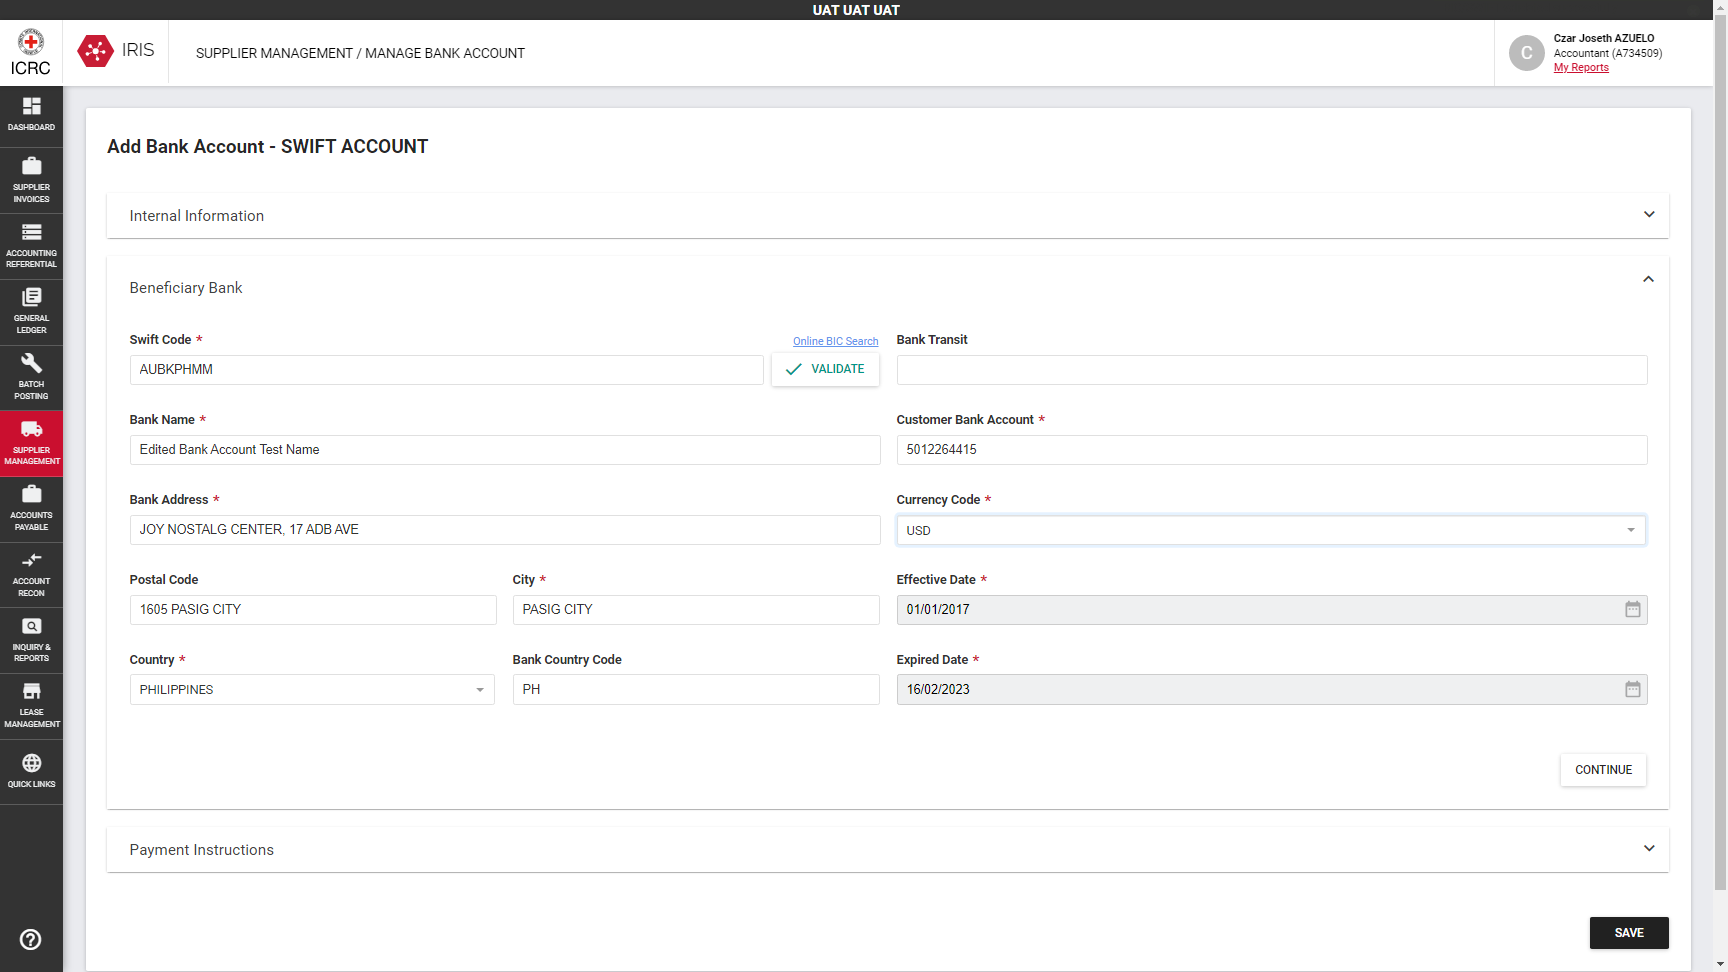 UAT UAT UAT
ICRC
IRIS
SUPPLIER MANAGEMENT / MANAGE BANK ACCOUNT
C
Czar Joseth AZUELO
Accountant (A734509)
My Reports
DASHBOARD
SUPPLIER
INVOICES
ACCOUNTING
REFERENTIAL
GENERAL
LEDGER
BATCH
POSTING
SUPPLIER
MANAGEMENT
ACCOUNTS
PAYABLE
ACCOUNT
RECON
INQUIRY &
REPORTS
LEASE
MANAGEMENT
QUICK LINKS
Add Bank Account - SWIFT ACCOUNT
Internal Information
Beneficiary Bank
Swift Code *
Online BIC Search
Bank Transit
AUBKPHMM
VALIDATE
Bank Name *
Customer Bank Account *
Edited Bank Account Test Name
5012264415
Bank Address *
Currency Code *
JOY NOSTALG CENTER, 17 ADB AVE
USD
Postal Code
City *
Effective Date *
1605 PASIG CITY
PASIG CITY
01/01/2017
Country *
Bank Country Code
Expired Date *
PHILIPPINES
PH
16/02/2023
CONTINUE
Payment Instructions
SAVE